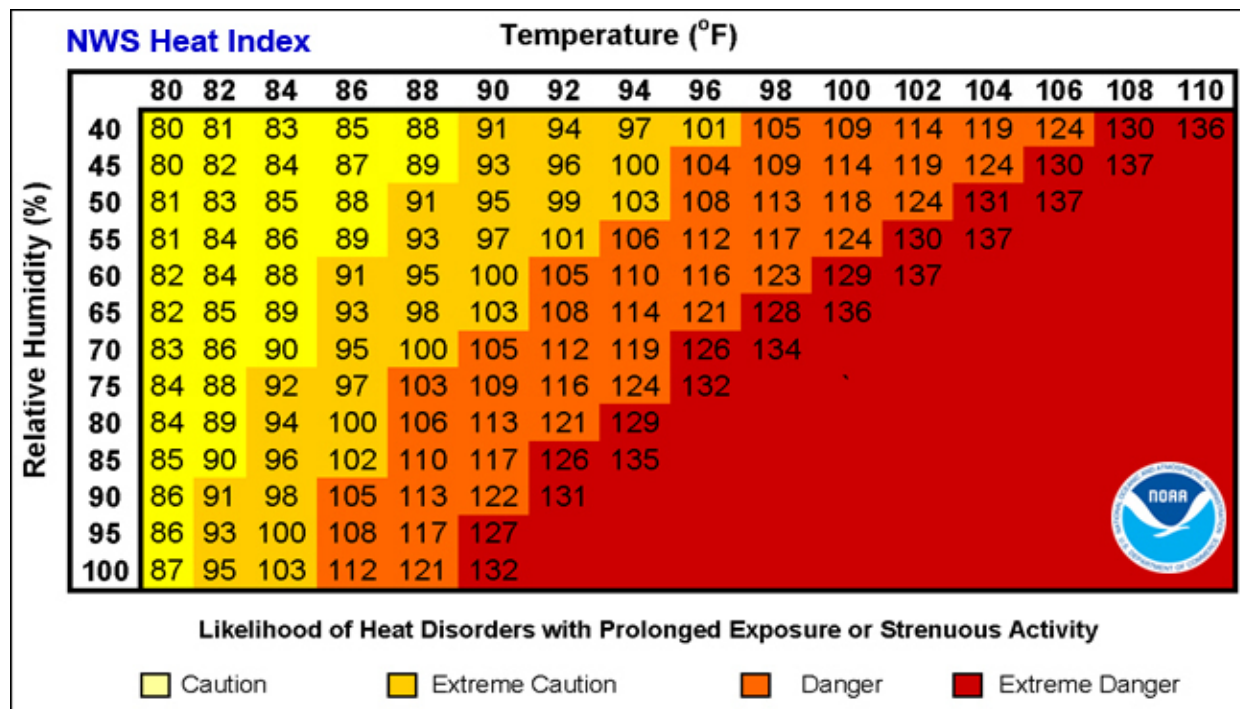 NWS Heat Index
Temperature (°F)
80 82 84 86 88 90 92 94 96 98 100 102 104 106 108 110
Relative Humidity (%)
40 80 81 83 85 88 91 94 97 101 105 109 114 119 124 130 136
45 80 82 84 87 89 93 96 100 104 109 114 119 124 130 137
50 81 83 85 88 91 95 99 103 108 113 118 124 131 137
55 81 84 86 89 93 97 101 106 112 117 124 130 137
60 82 84 88 91 95 100 105 110 116 123 129 137
65 82 85 89 93 98 103 108 114 121 128 136
70 83 86 90 95 100 105 112 119 126 134
75 84 88 92 97 103 109 116 124 132
80 84 89 94 100 106 113 121 129
85 85 90 96 102 110 117 126 135
90 86 91 98 105 113 122 131
95 86 93 100 108 117 127
100 87 95 103 112 121 132
NATIONAL OCEANIC AND ATMOSPHERIC ADMINISTRATION
NOAA
U.S. DEPARTMENT OF COMMERCE
Likelihood of Heat Disorders with Prolonged Exposure or Strenuous Activity
Caution
Extreme Caution
Danger
Extreme Danger